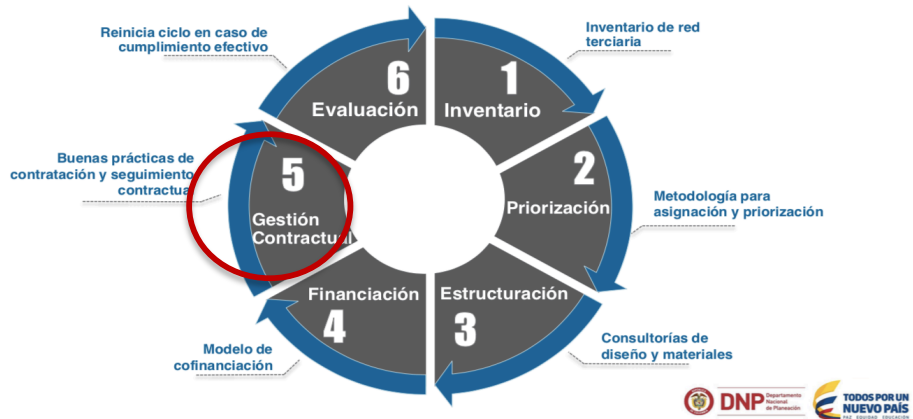 Reinicia ciclo en caso de
cumplimiento efectivo
Inventario de red
terciaria
6
Evaluación
1
Inventario
Buenas prácticas de
contratación y seguimiento
contractual
5
Gestión
Contractual
2
Priorización
Metodología para
asignación y priorización
Financiación
4
Estructuración
3
Modelo de
cofinanciación
Consultorías de
diseño y materiales
DNP
Departamento
Nacional
de Planeación
TODOS POR UN
NUEVO PAÍS
PAZ EQUIDAD EDUCACIÓN